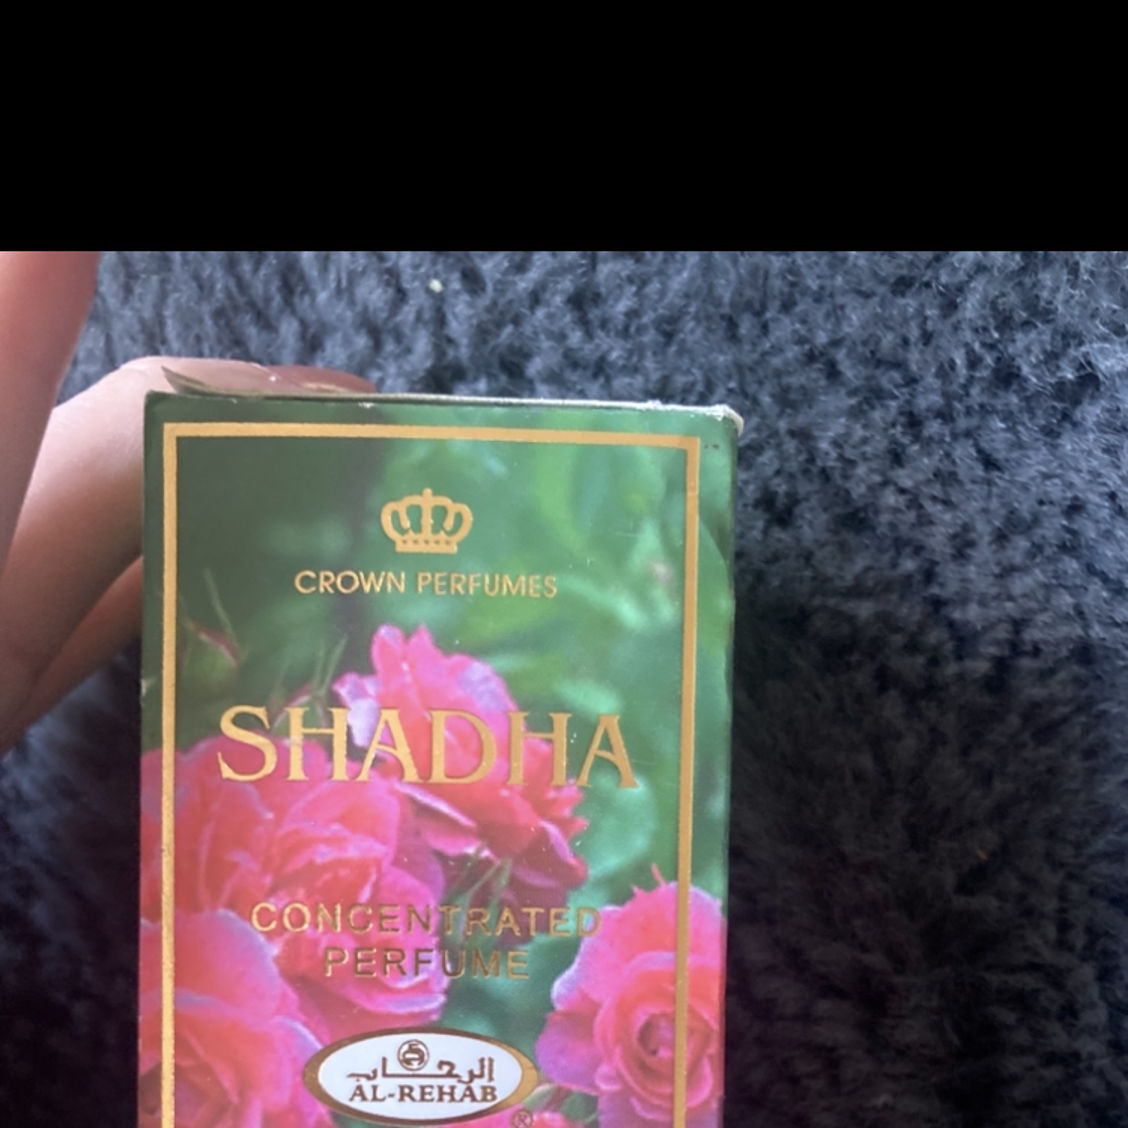 CROWN PERFUMES
SHADHA
CONCENTRATED
PERFUME
الرحاب
AL-REHAB
®